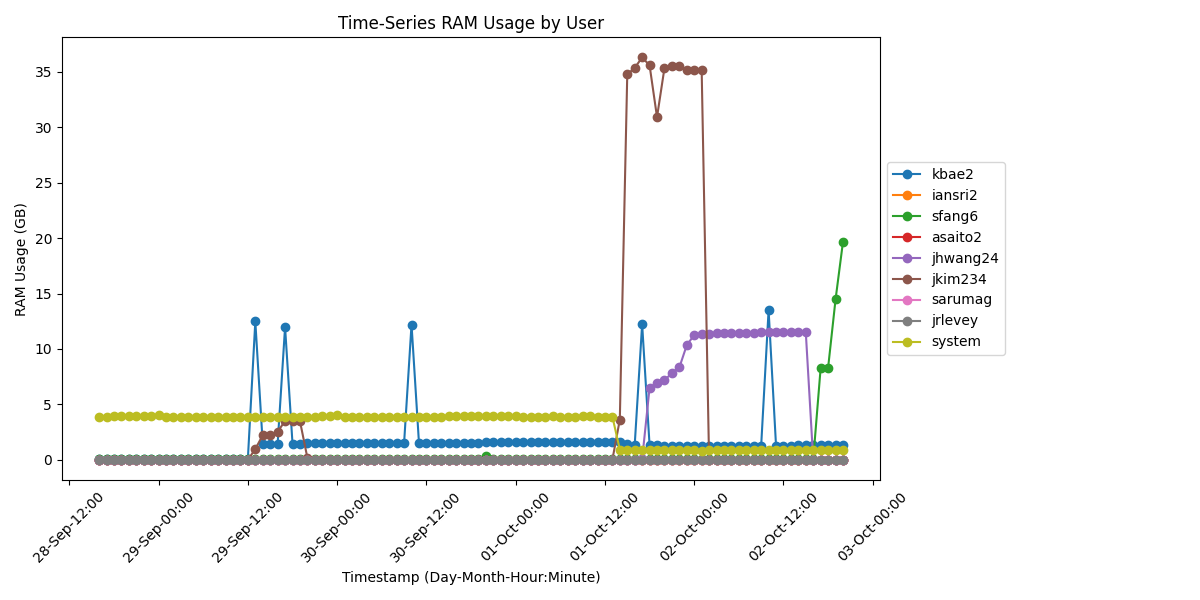 Time-Series RAM Usage by User
RAM Usage (GB)
35
30
25
20
15
10
5
0
28-Sep-12:00
29-Sep-00:00
29-Sep-12:00
30-Sep-00:00
30-Sep-12:00
01-Oct-00:00
01-Oct-12:00
02-Oct-00:00
02-Oct-12:00
03-Oct-00:00
Timestamp (Day-Month-Hour:Minute)
kbae2
iansri2
sfang6
asaito2
jhwang24
jkim234
sarumag
jrlevey
system